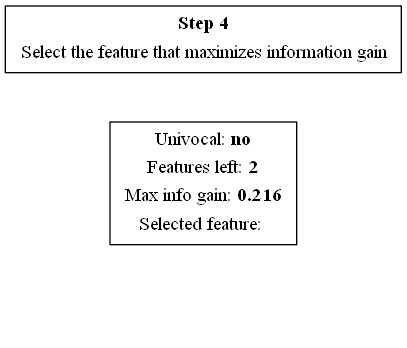 Step 4
Select the feature that maximizes information gain
Univocal: no
Features left: 2
Max info gain: 0.216
Selected feature: